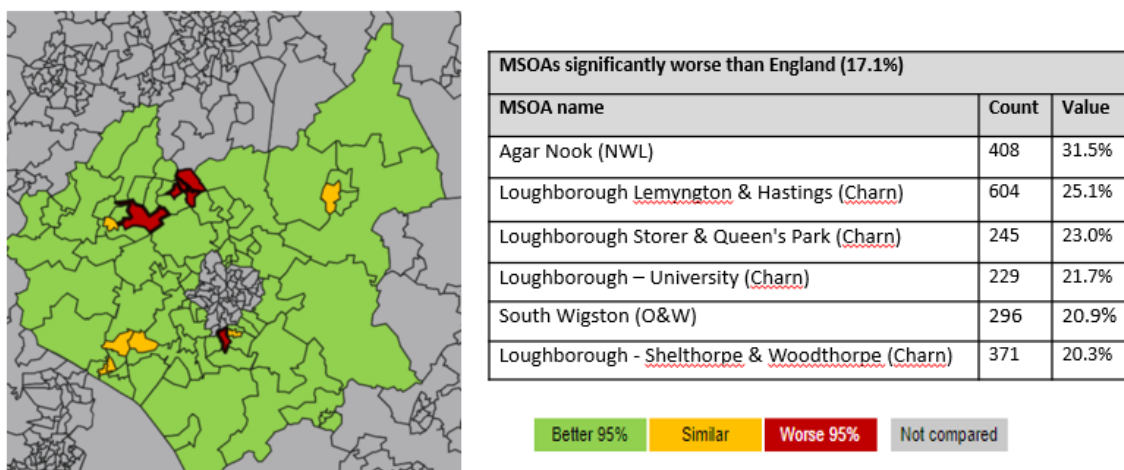 MSOAs significantly worse than England (17.1%)
MSOA name Count Value
Agar Nook (NWL) 408 31.5%
Loughborough Lemyngton & Hastings (Charn) 604 25.1%
Loughborough Storer & Queen's Park (Charn) 245 23.0%
Loughborough – University (Charn) 229 21.7%
South Wigston (O&W) 296 20.9%
Loughborough - Shelthorpe & Woodthorpe (Charn) 371 20.3%
Better 95% Similar Worse 95% Not compared